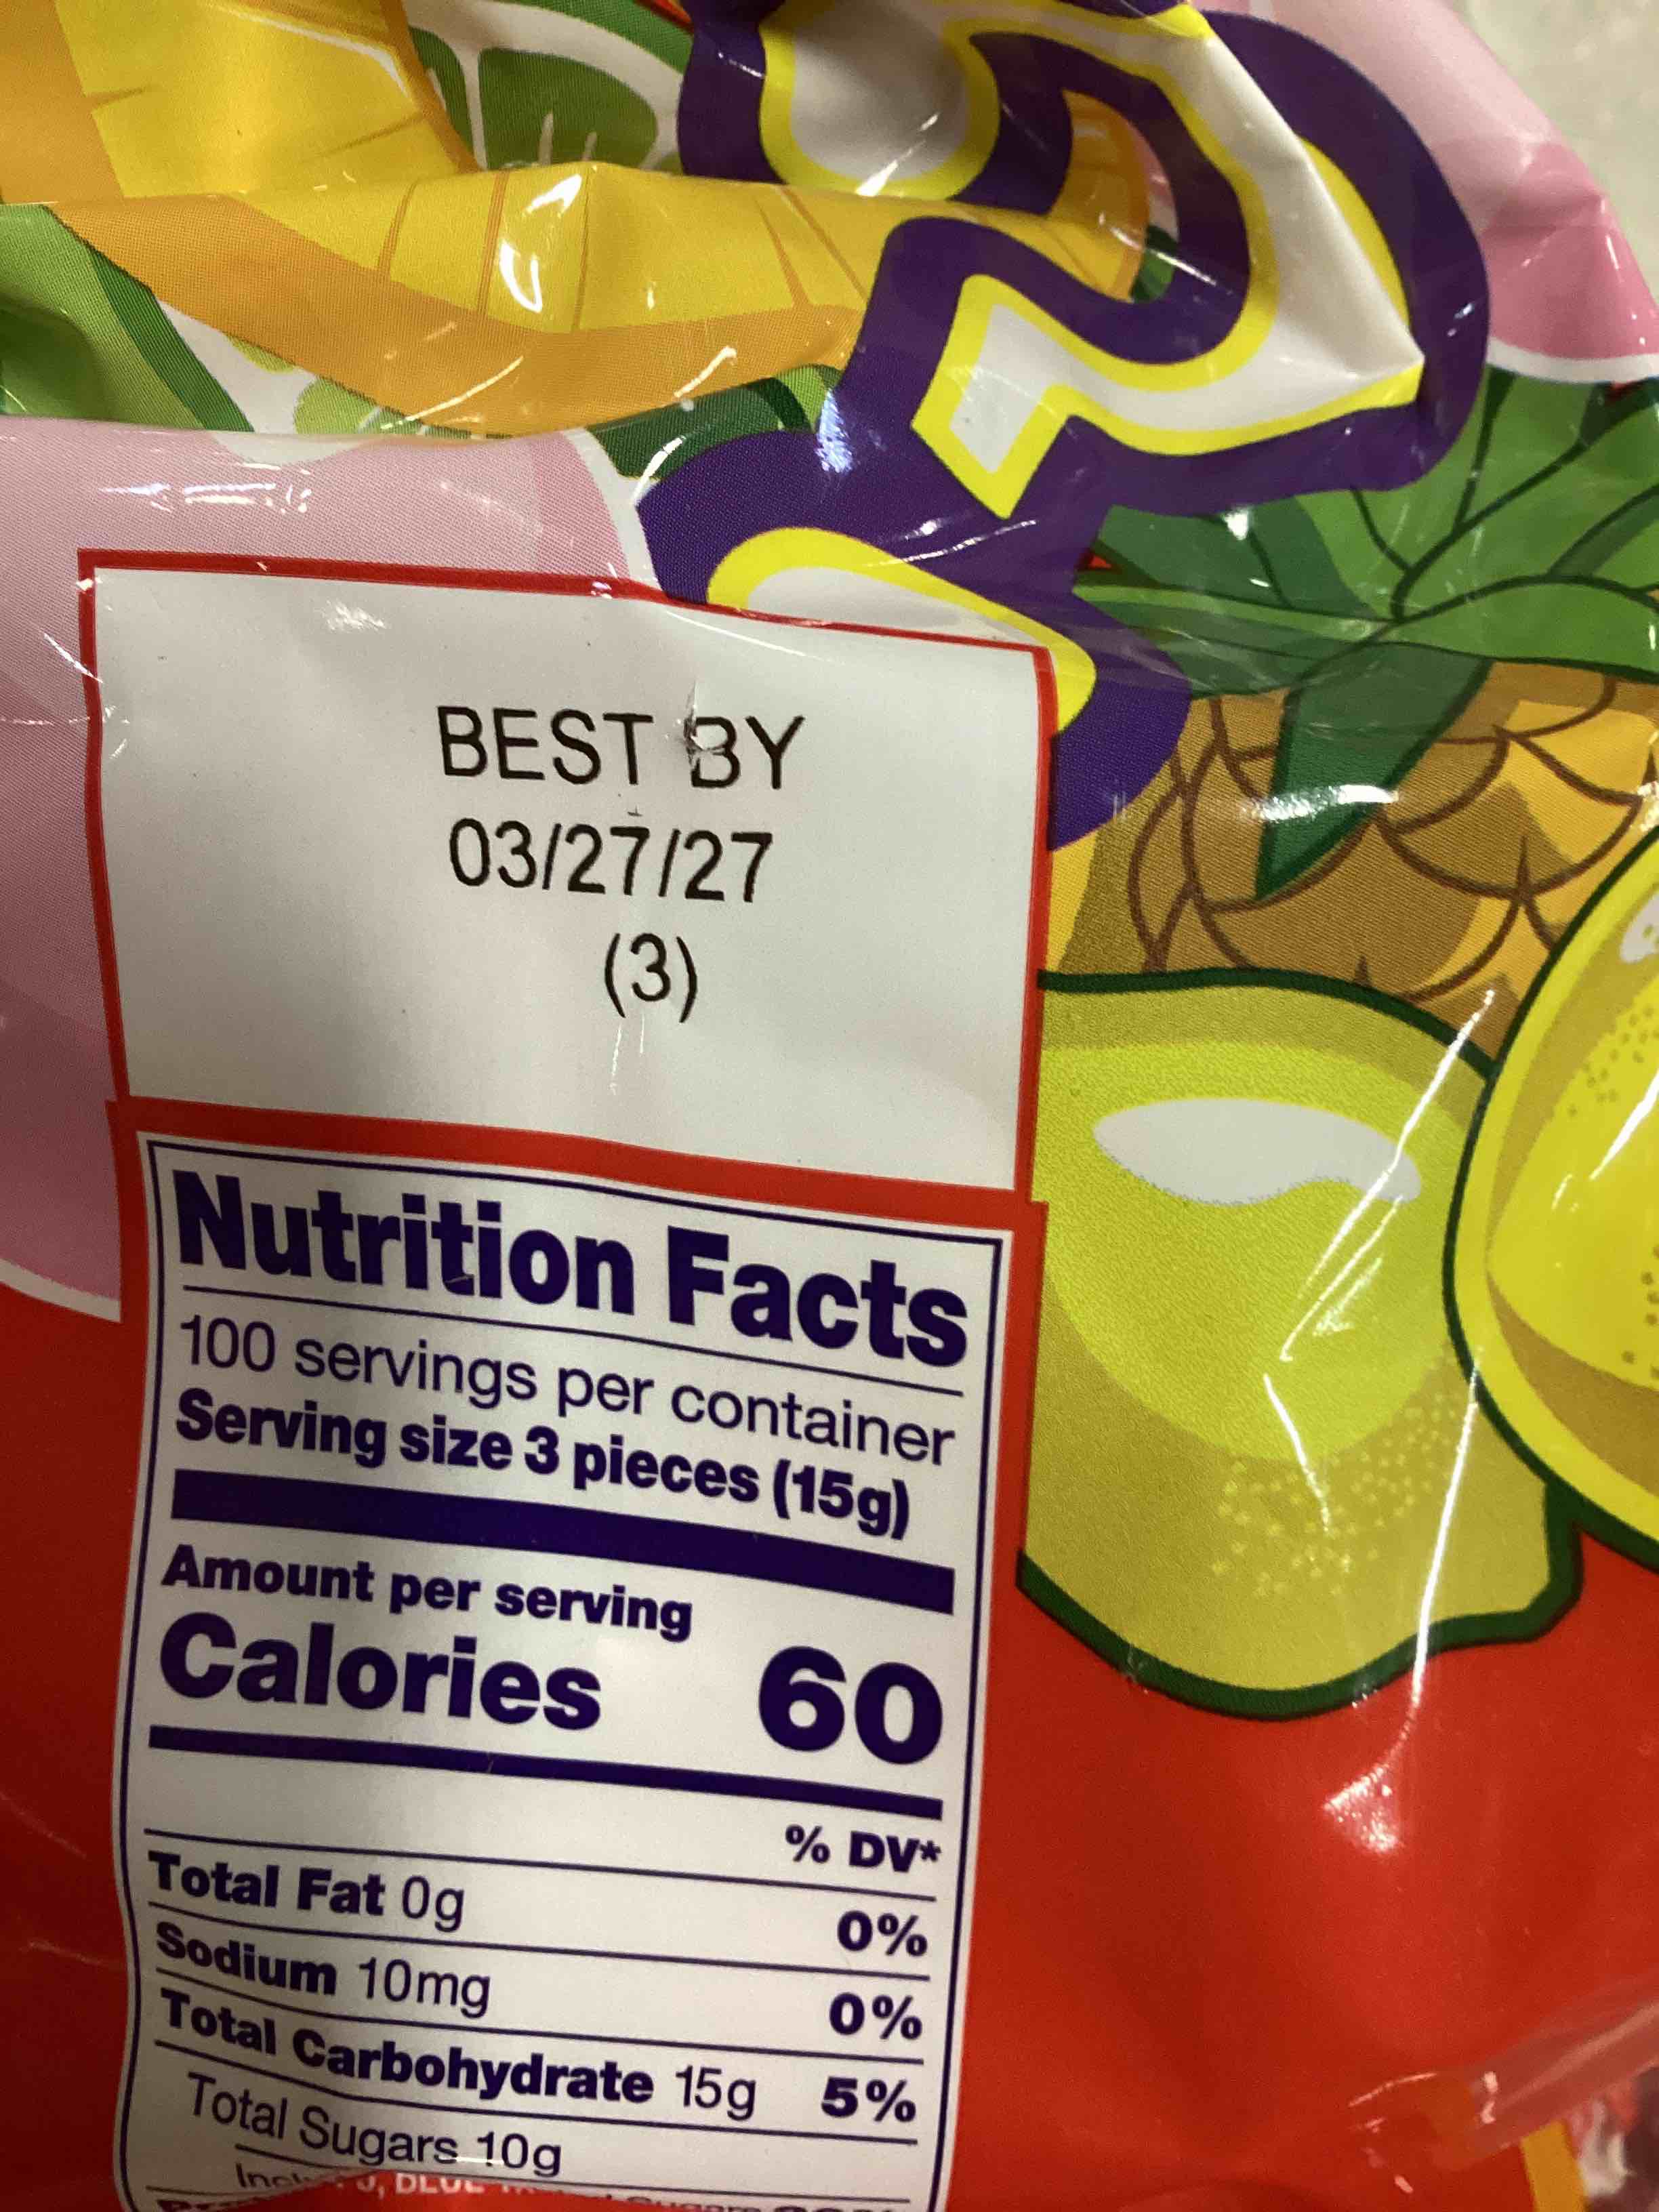 BEST BY
03/27/27
(3)
Nutrition Facts
100 servings per container
Serving size 3 pieces (15g)
Amount per serving
Calories 60
% DV*
Total Fat 0g 0%
Sodium 10mg 0%
Total Carbohydrate 15g 5%
Total Sugars 10g